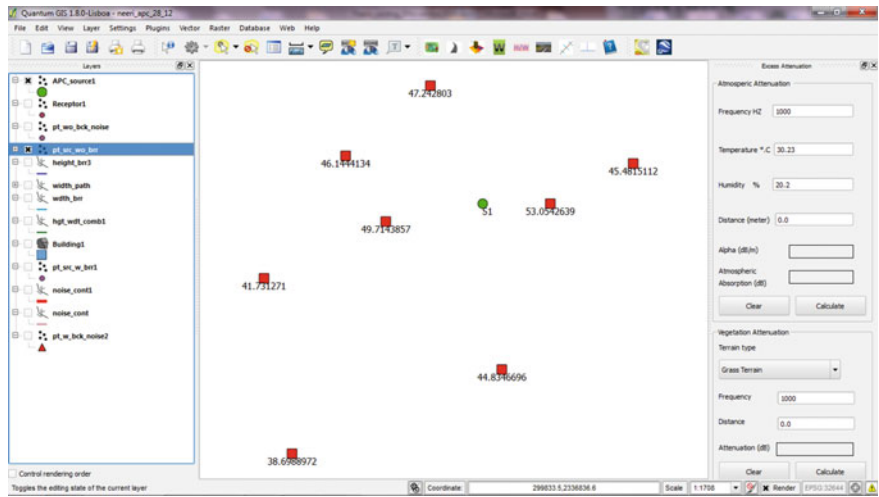 Quantum GIS 1.8.0-Lisboa - neeri_apc_28_12
File Edit View Layer Settings Plugins Vector Raster Database Web Help
Layers
APC_source1
Receptor1
pt_wo_bck_noise
pt_src_wo_brr
height_brr3
width_path
wdth_brr
hgt_wdt_comb1
Building1
pt_src_w_brr1
noise_cont1
noise_cont
pt_w_bck_noise2
Control rendering order
47.242803
46.1444134
45.4815112
S1
53.0542639
49.7143857
41.731271
44.8346696
38.6988972
Excess Attenuation
Atmosperic Attenuation
Frequency HZ 1000
Temperature *.C 30.23
Humidity % 20.2
Distance (meter) 0.0
Alpha (dB/m)
Atmospheric
Absorption (dB)
Clear Calculate
Vegetation Attenuation
Terrain type
Grass Terrain
Frequency 1000
Distance 0.0
Attenuation (dB)
Clear Calculate
Toggles the editing state of the current layer
Coordinate: 299833.5,2336836.6 Scale 1:1708 Render EPSG:32644